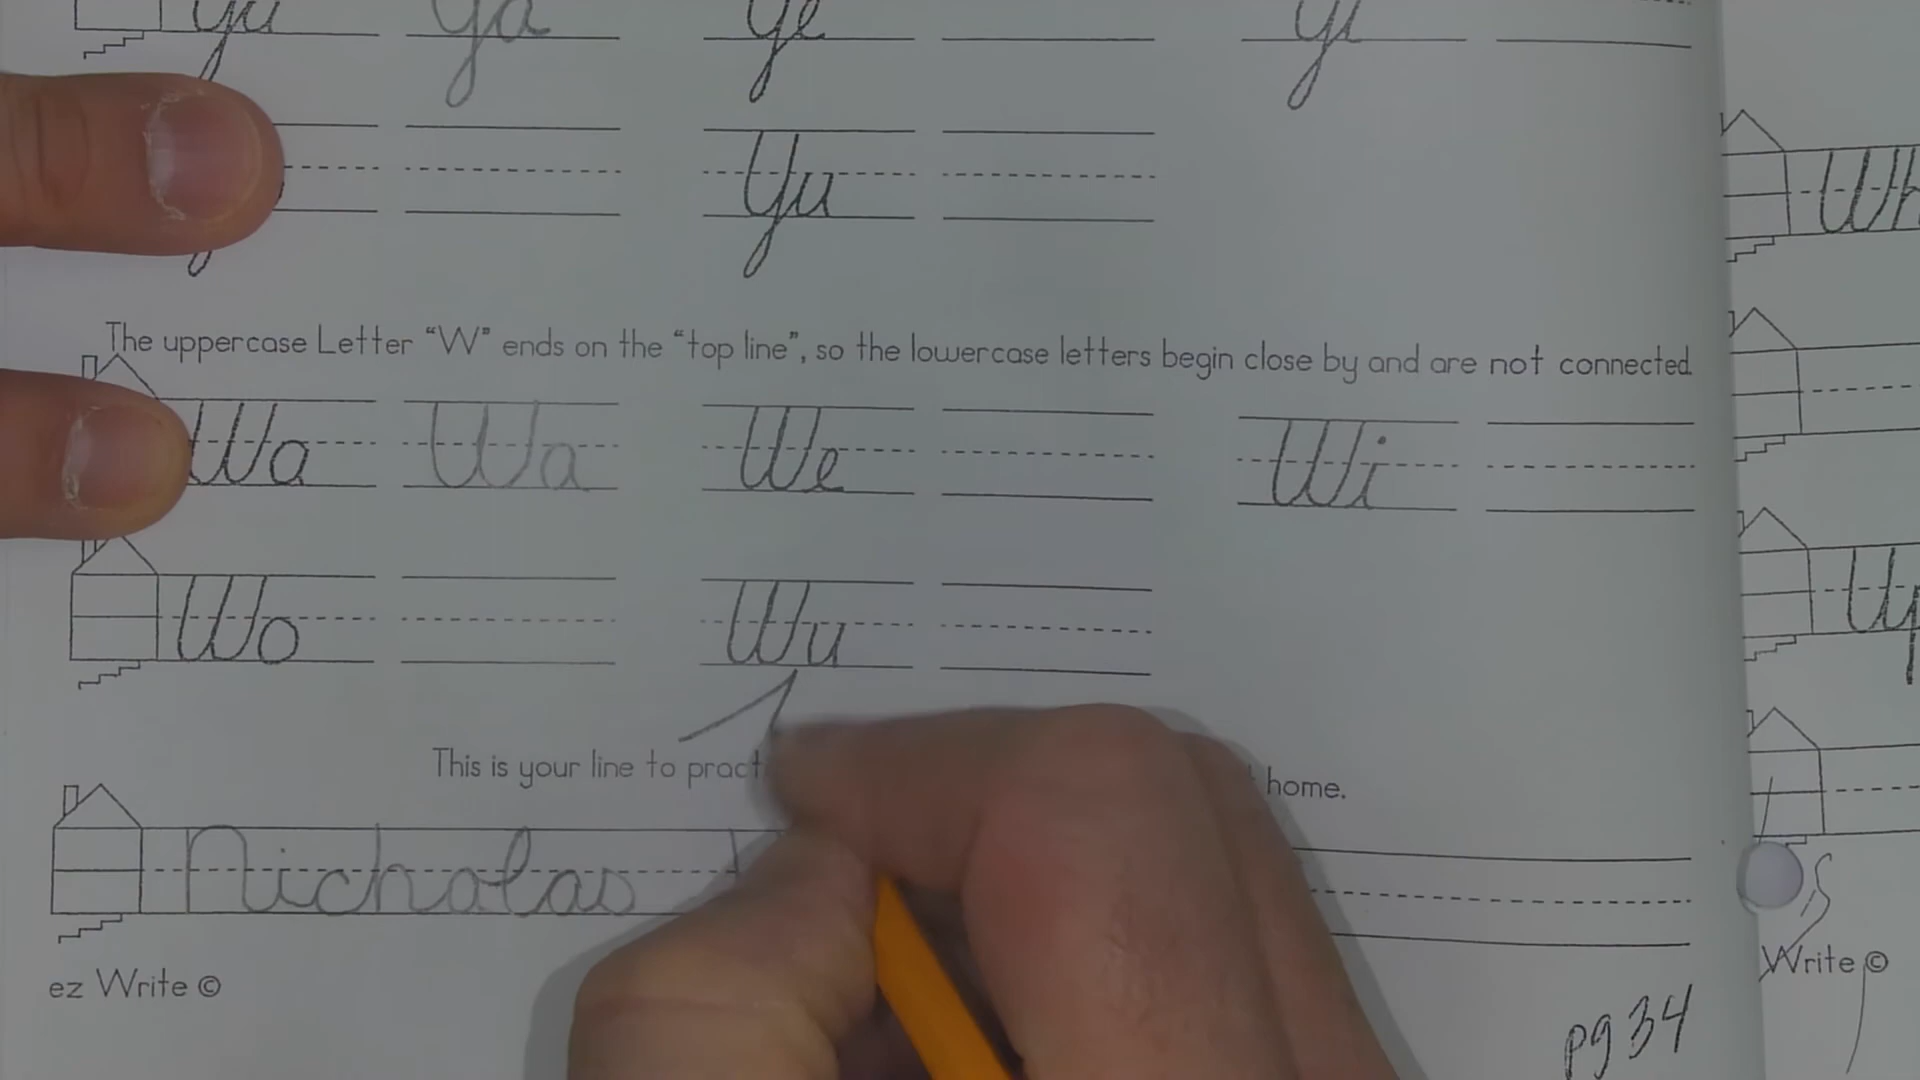 Ya Ya Ye Yi
Yu
The uppercase Letter “W” ends on the “top line”, so the lowercase letters begin close by and are not connected.
Wa Wa We Wi
Wo Wu
This is your line to home.
Nicholas
ez Write ©
Write ©
pg 34